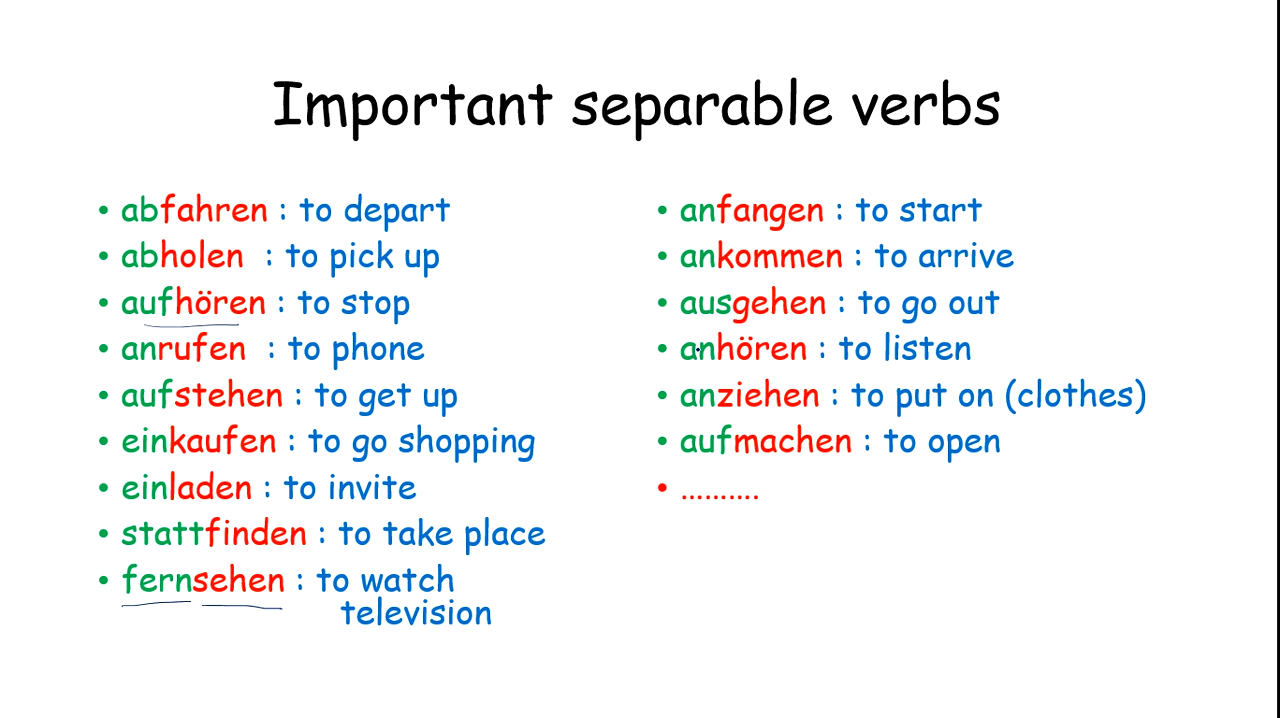 Important separable verbs
• abfahren : to depart
• abholen : to pick up
• aufhören : to stop
• anrufen : to phone
• aufstehen : to get up
• einkaufen : to go shopping
• einladen : to invite
• stattfinden : to take place
• fernsehen : to watch
television
• anfangen : to start
• ankommen : to arrive
• ausgehen : to go out
• anhören : to listen
• anziehen : to put on (clothes)
• aufmachen : to open
• ……….